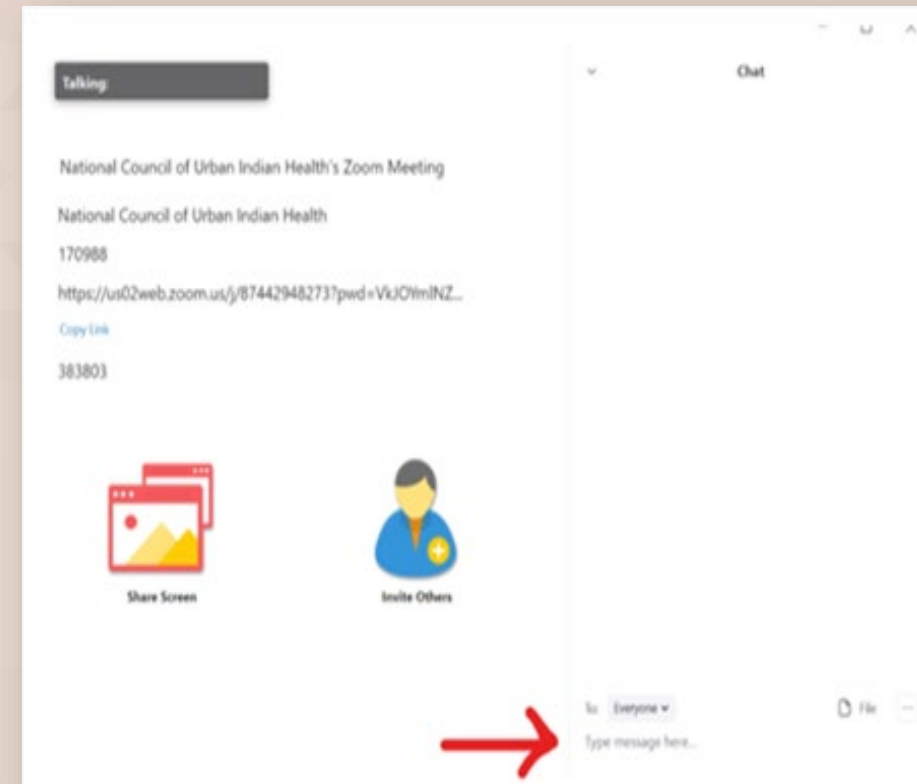 Talking:
National Council of Urban Indian Health's Zoom Meeting
National Council of Urban Indian Health
170988
https://us02web.zoom.us/j/87442948273?pwd=VkJOYmlNZ...
Copy Link
383803
Share Screen
Invite Others
Chat
To: Everyone
File
Type message here...